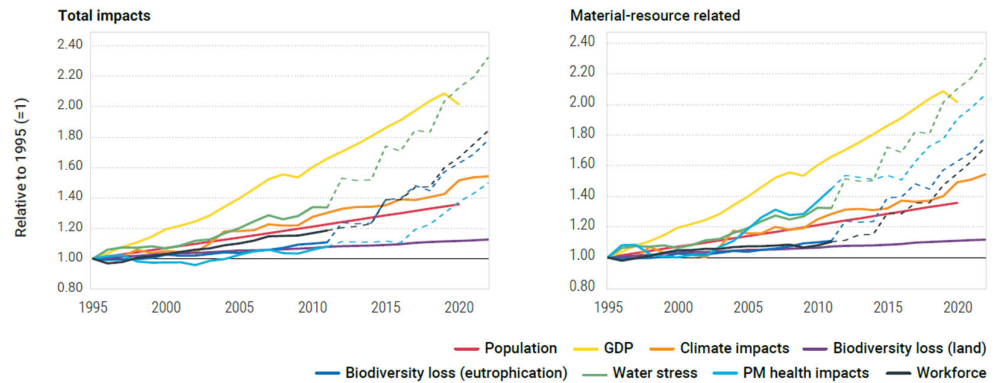 Total impacts
Material-resource related
Relative to 1995 (=1)
2.40
2.20
2.00
1.80
1.60
1.40
1.20
1.00
0.80
1995 2000 2005 2010 2015 2020
2.40
2.20
2.00
1.80
1.60
1.40
1.20
1.00
0.80
1995 2000 2005 2010 2015 2020
Population GDP Climate impacts Biodiversity loss (land)
Biodiversity loss (eutrophication) Water stress PM health impacts Workforce